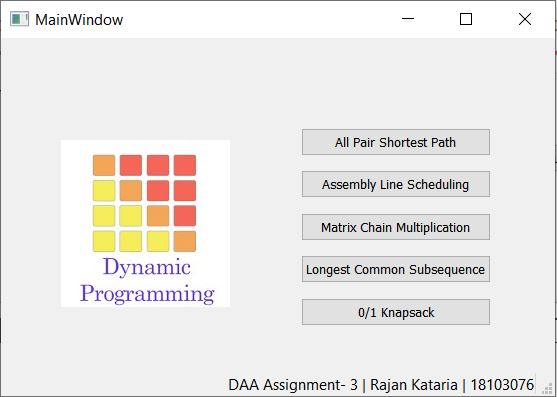 MainWindow
Dynamic
Programming
All Pair Shortest Path
Assembly Line Scheduling
Matrix Chain Multiplication
Longest Common Subsequence
0/1 Knapsack
DAA Assignment- 3 | Rajan Kataria | 18103076